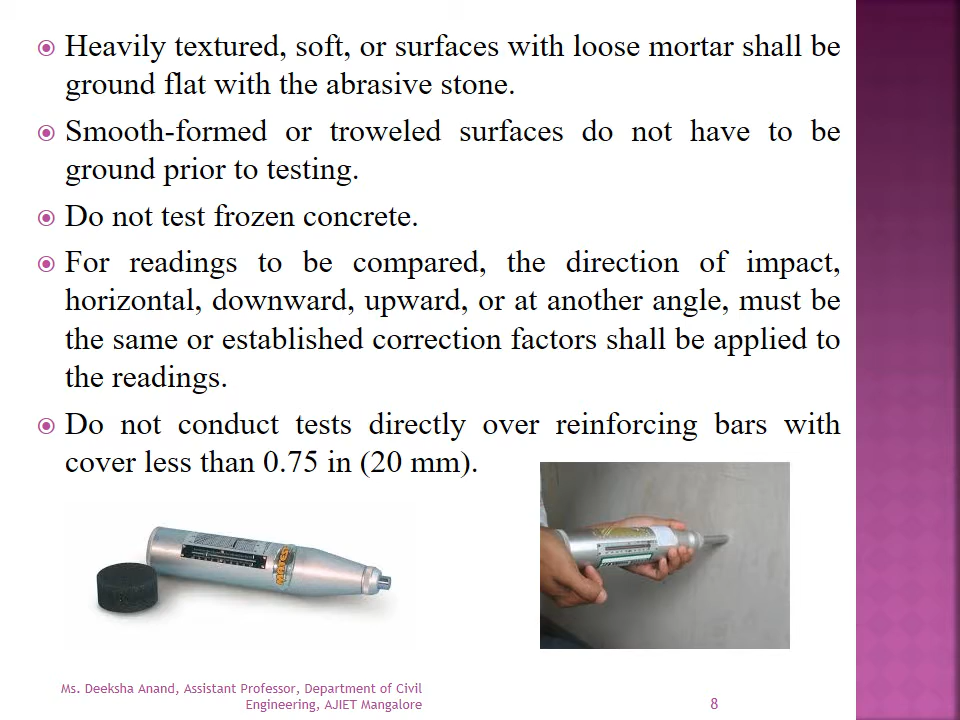 Heavily textured, soft, or surfaces with loose mortar shall be
ground flat with the abrasive stone.
Smooth-formed or troweled surfaces do not have to be
ground prior to testing.
Do not test frozen concrete.
For readings to be compared, the direction of impact,
horizontal, downward, upward, or at another angle, must be
the same or established correction factors shall be applied to
the readings.
Do not conduct tests directly over reinforcing bars with
cover less than 0.75 in (20 mm).
Ms. Deeksha Anand, Assistant Professor, Department of Civil
Engineering, AJIET Mangalore
8